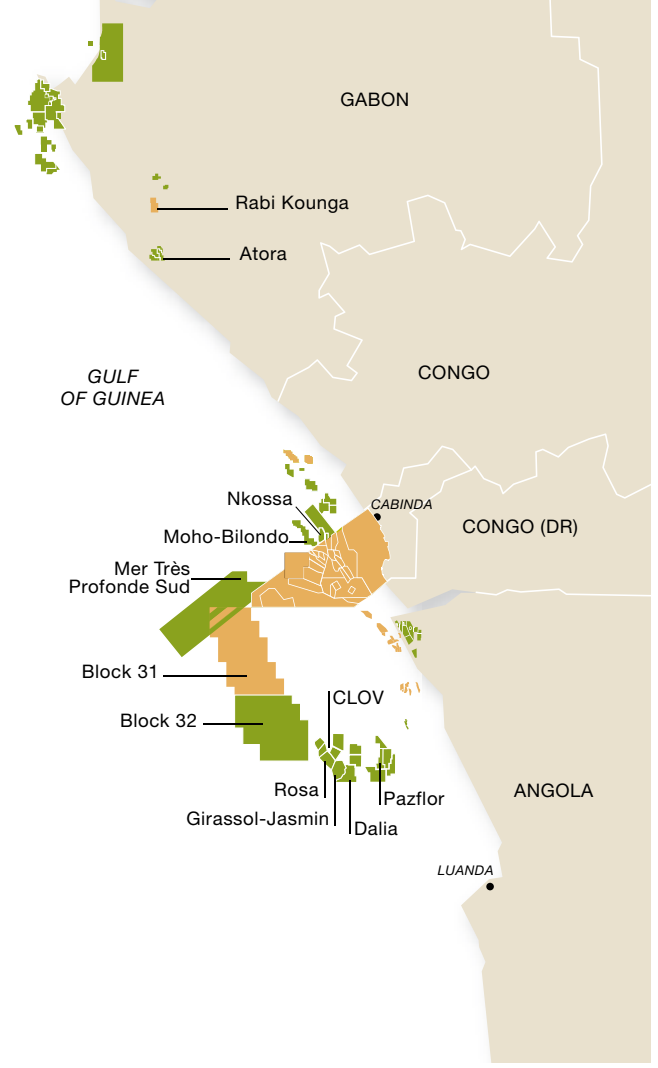 GABON
Rabi Kounga
Atora
GULF
OF GUINEA
CONGO
Nkossa
CABINDA
Moho-Bilondo
CONGO (DR)
Mer Très
Profonde Sud
Block 31
CLOV
Block 32
Rosa
Pazflor
ANGOLA
Girassol-Jasmin
Dalia
LUANDA